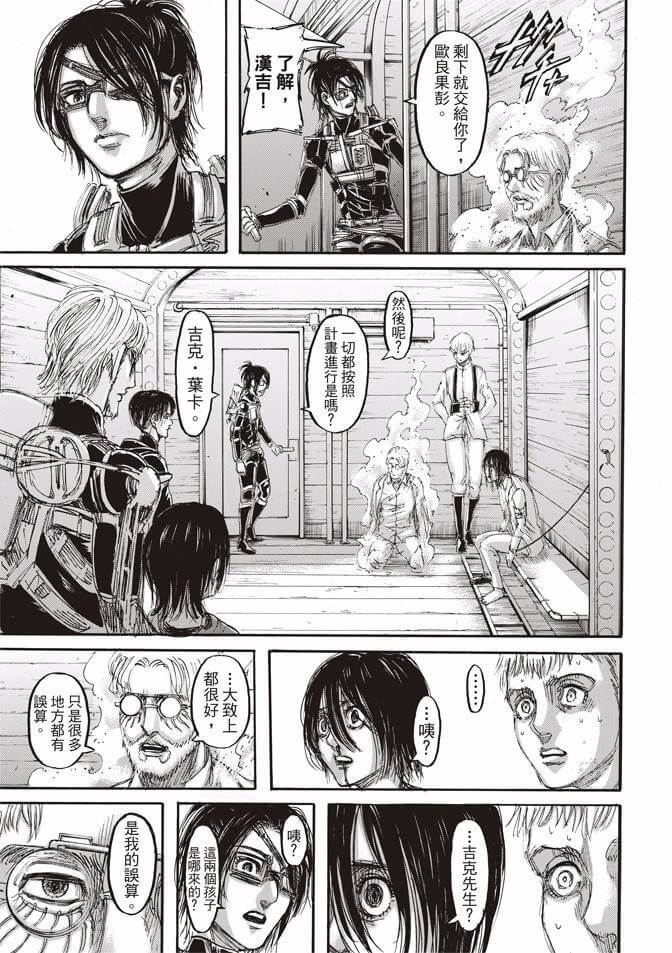 剩下就交給你了，
歐良果彭。
了解，
漢吉！
然後呢？
一切都按照
計畫進行是嗎？
吉克・葉卡。
⋯⋯
⋯咦？
⋯大致上
都很好，
只是很多
地方都有
誤算。
⋯吉克先生？
咦？
這兩個孩子
是哪來的？
是我的誤算。